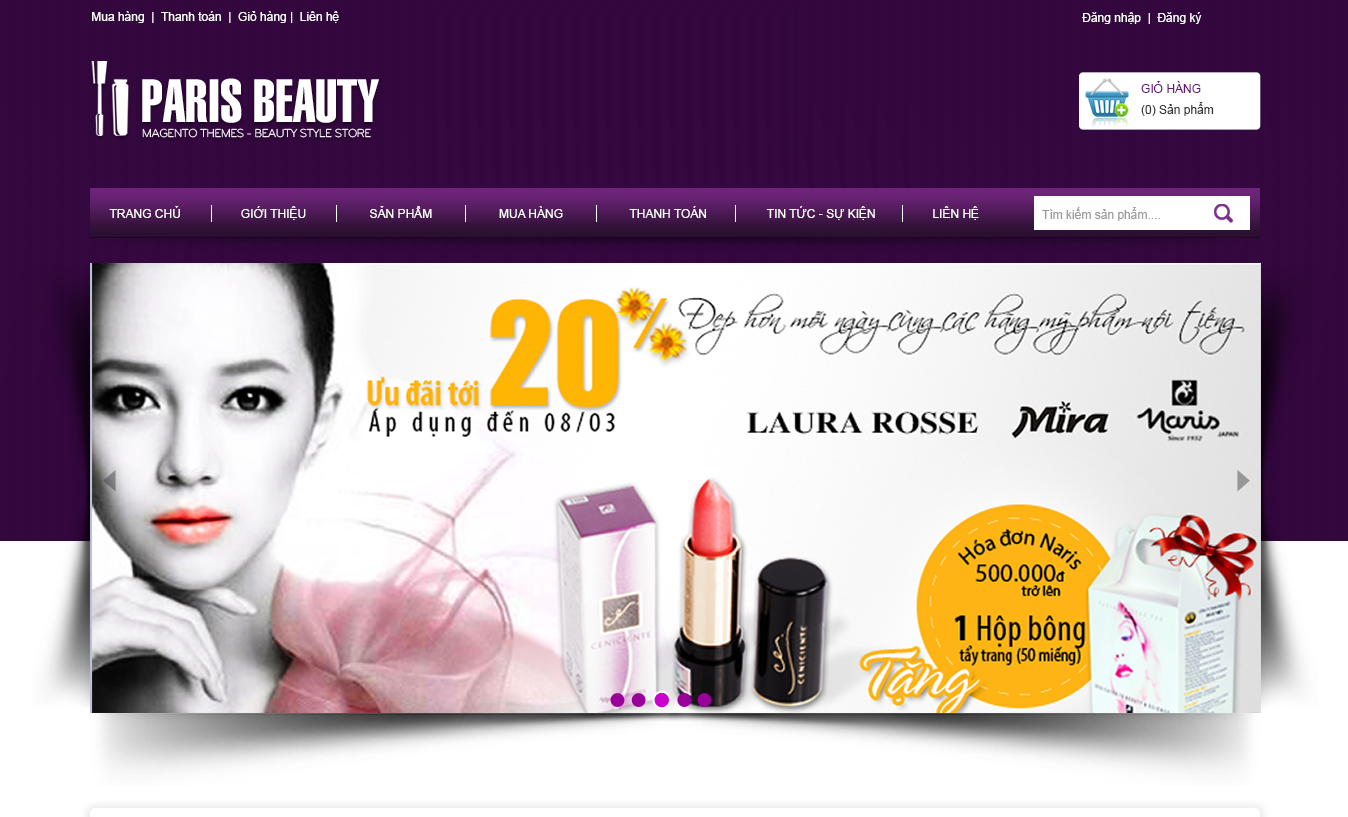 Mua hàng | Thanh toán | Giỏ hàng | Liên hệ
Đăng nhập | Đăng ký
PARIS BEAUTY
MAGENTO THEMES - BEAUTY STYLE STORE
GIỎ HÀNG
(0) Sản phẩm
TRANG CHỦ | GIỚI THIỆU | SẢN PHẨM | MUA HÀNG | THANH TOÁN | TIN TỨC - SỰ KIỆN | LIÊN HỆ
Tìm kiếm sản phẩm....
Đẹp hơn mỗi ngày cùng các hãng mỹ phẩm nổi tiếng
Ưu đãi tới 20%
Áp dụng đến 08/03
LAURA ROSSE
Mira
Naris
Since 1932
JAPAN
Hóa đơn Naris
500.000đ
trở lên
1 Hộp bông
tẩy trang (50 miếng)
Tặng
CENICIENTE
CENICIENTE